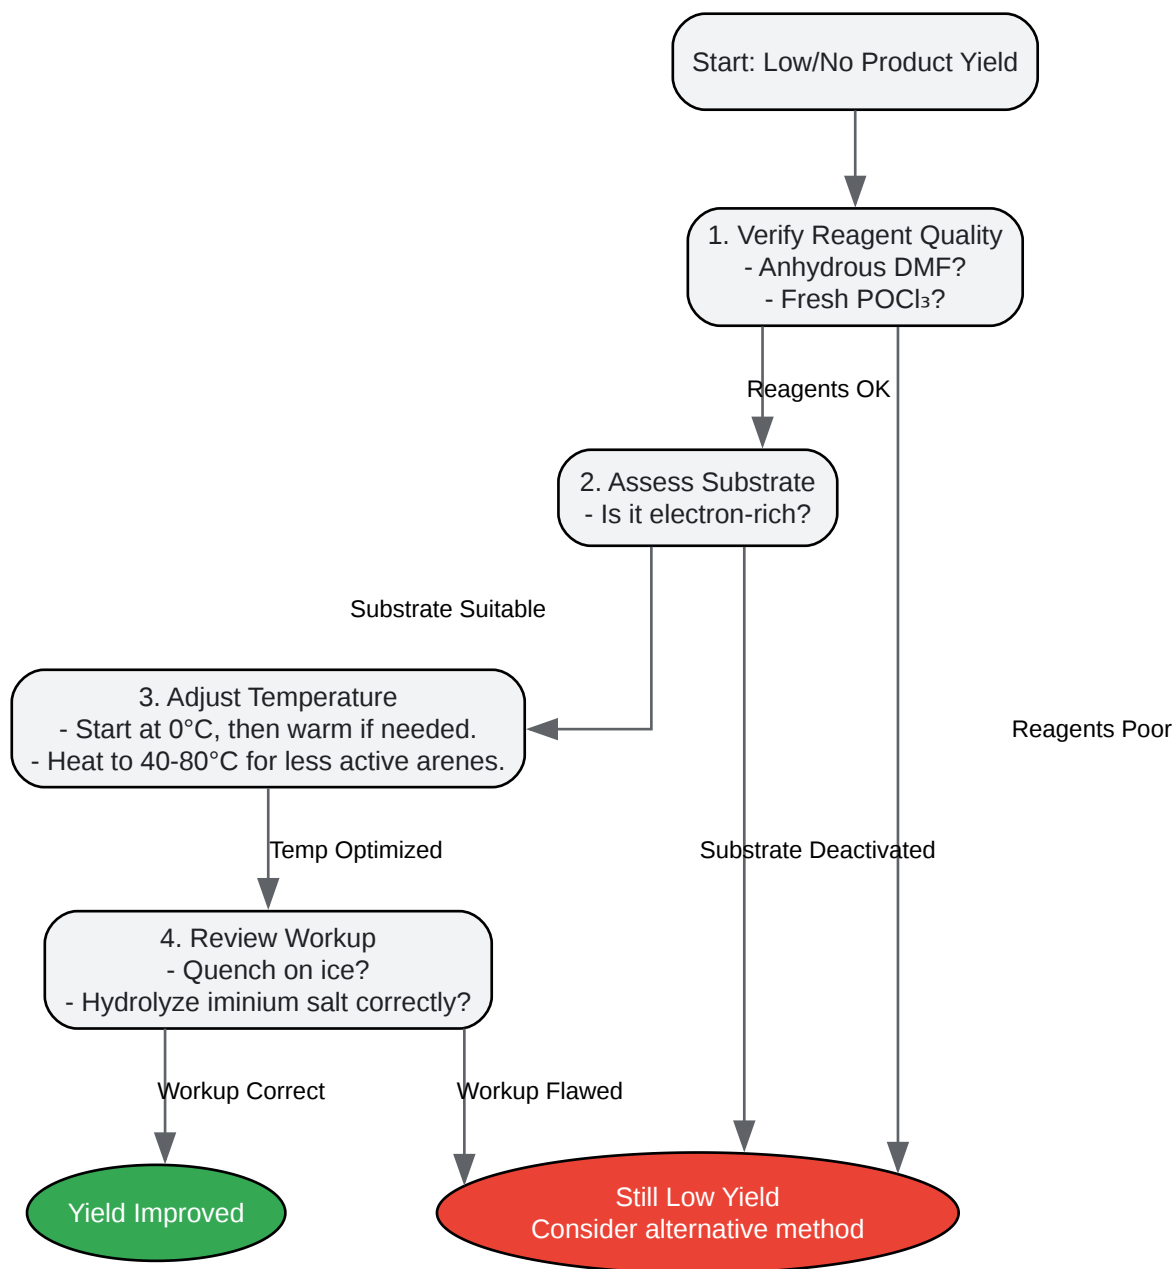 Start: Low/No Product Yield
1. Verify Reagent Quality
- Anhydrous DMF?
- Fresh POCl₃?
Reagents OK
2. Assess Substrate
- Is it electron-rich?
Substrate Suitable
3. Adjust Temperature
- Start at 0°C, then warm if needed.
- Heat to 40-80°C for less active arenes.
Reagents Poor
Temp Optimized
Substrate Deactivated
4. Review Workup
- Quench on ice?
- Hydrolyze iminium salt correctly?
Workup Correct
Workup Flawed
Yield Improved
Still Low Yield
Consider alternative method